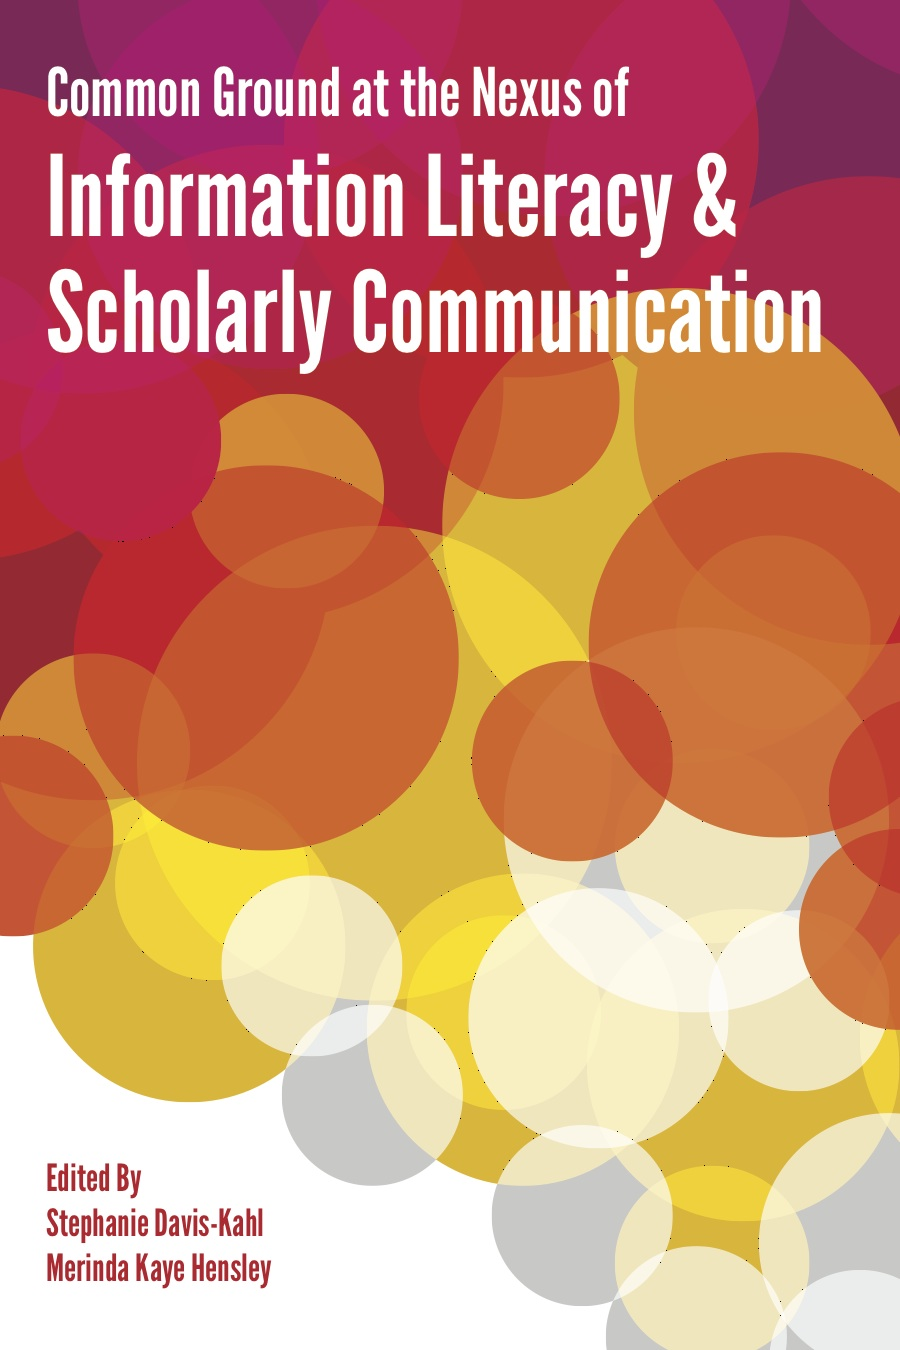 Common Ground at the Nexus of
Information Literacy &
Scholarly Communication
Edited By
Stephanie Davis-Kahl
Merinda Kaye Hensley